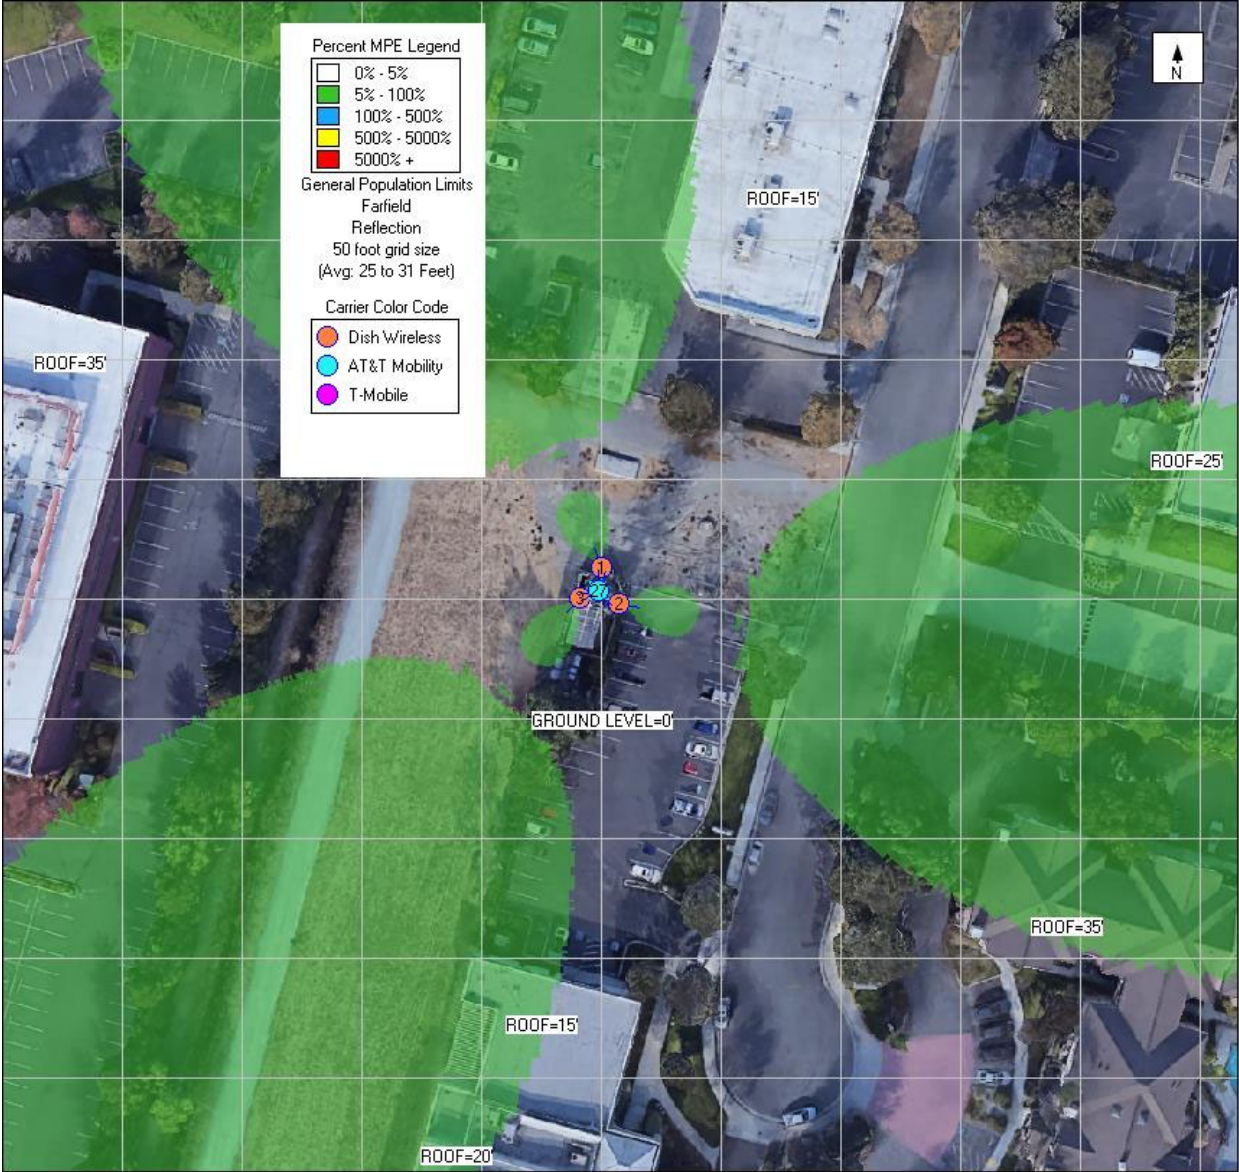 Percent MPE Legend
0% - 5%
5% - 100%
100% - 500%
500% - 5000%
5000% +
General Population Limits
Farfield
Reflection
50 foot grid size
(Avg: 25 to 31 Feet)
Carrier Color Code
Dish Wireless
AT&T Mobility
T-Mobile
N
ROOF=15'
ROOF=35'
ROOF=25'
1
3
2
GROUND LEVEL=0'
ROOF=35'
ROOF=15'
ROOF=20'